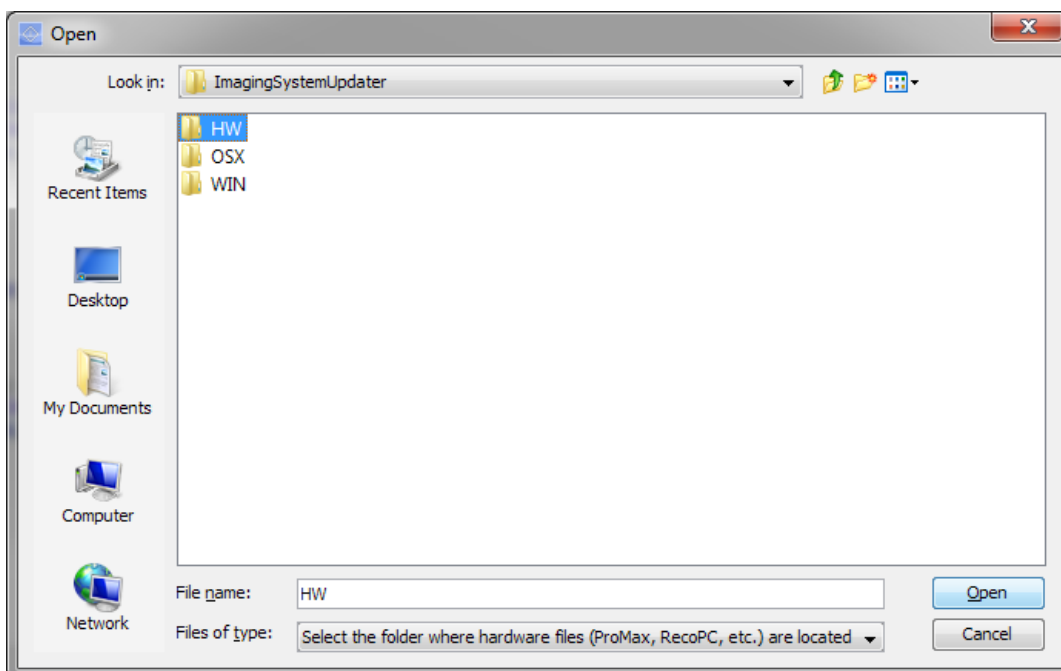 Open
Look in:
ImagingSystemUpdater
HW
OSX
WIN
Recent Items
Desktop
My Documents
Computer
Network
File name:
HW
Open
Files of type:
Select the folder where hardware files (ProMax, RecoPC, etc.) are located
Cancel